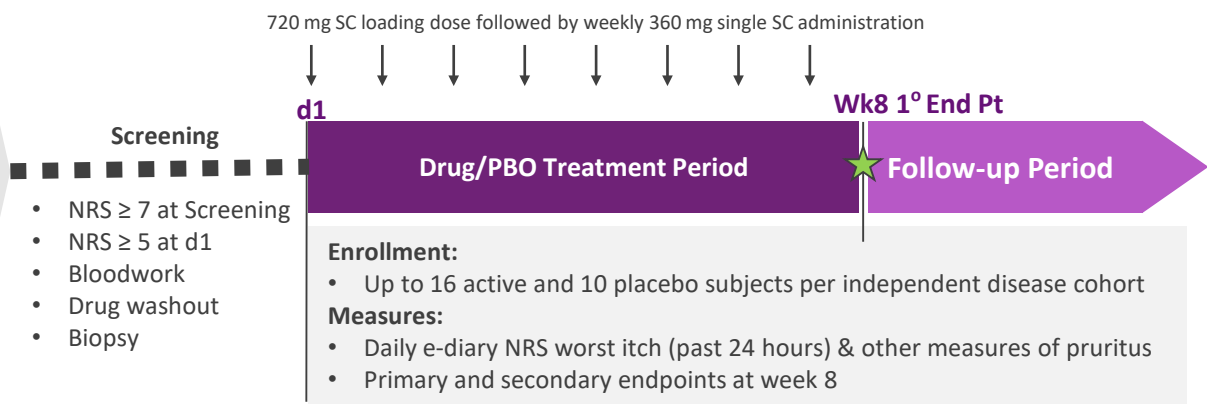 720 mg SC loading dose followed by weekly 360 mg single SC administration
d1
Wk8 1º End Pt
Screening
Drug/PBO Treatment Period
Follow-up Period
• NRS ≥ 7 at Screening
• NRS ≥ 5 at d1
• Bloodwork
• Drug washout
• Biopsy
Enrollment:
• Up to 16 active and 10 placebo subjects per independent disease cohort
Measures:
• Daily e-diary NRS worst itch (past 24 hours) & other measures of pruritus
• Primary and secondary endpoints at week 8